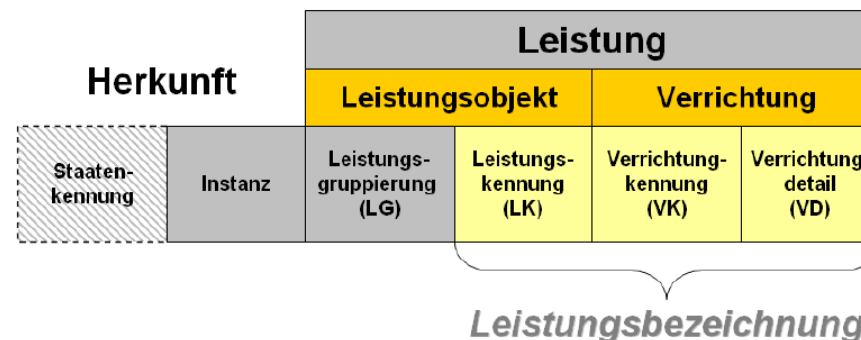 Leistung
Herkunft
Leistungsobjekt
Verrichtung
Staaten-
kennung
Instanz
Leistungs-
gruppierung
(LG)
Leistungs-
kennung
(LK)
Verrichtung-
kennung
(VK)
Verrichtung
detail
(VD)
Leistungsbezeichnung